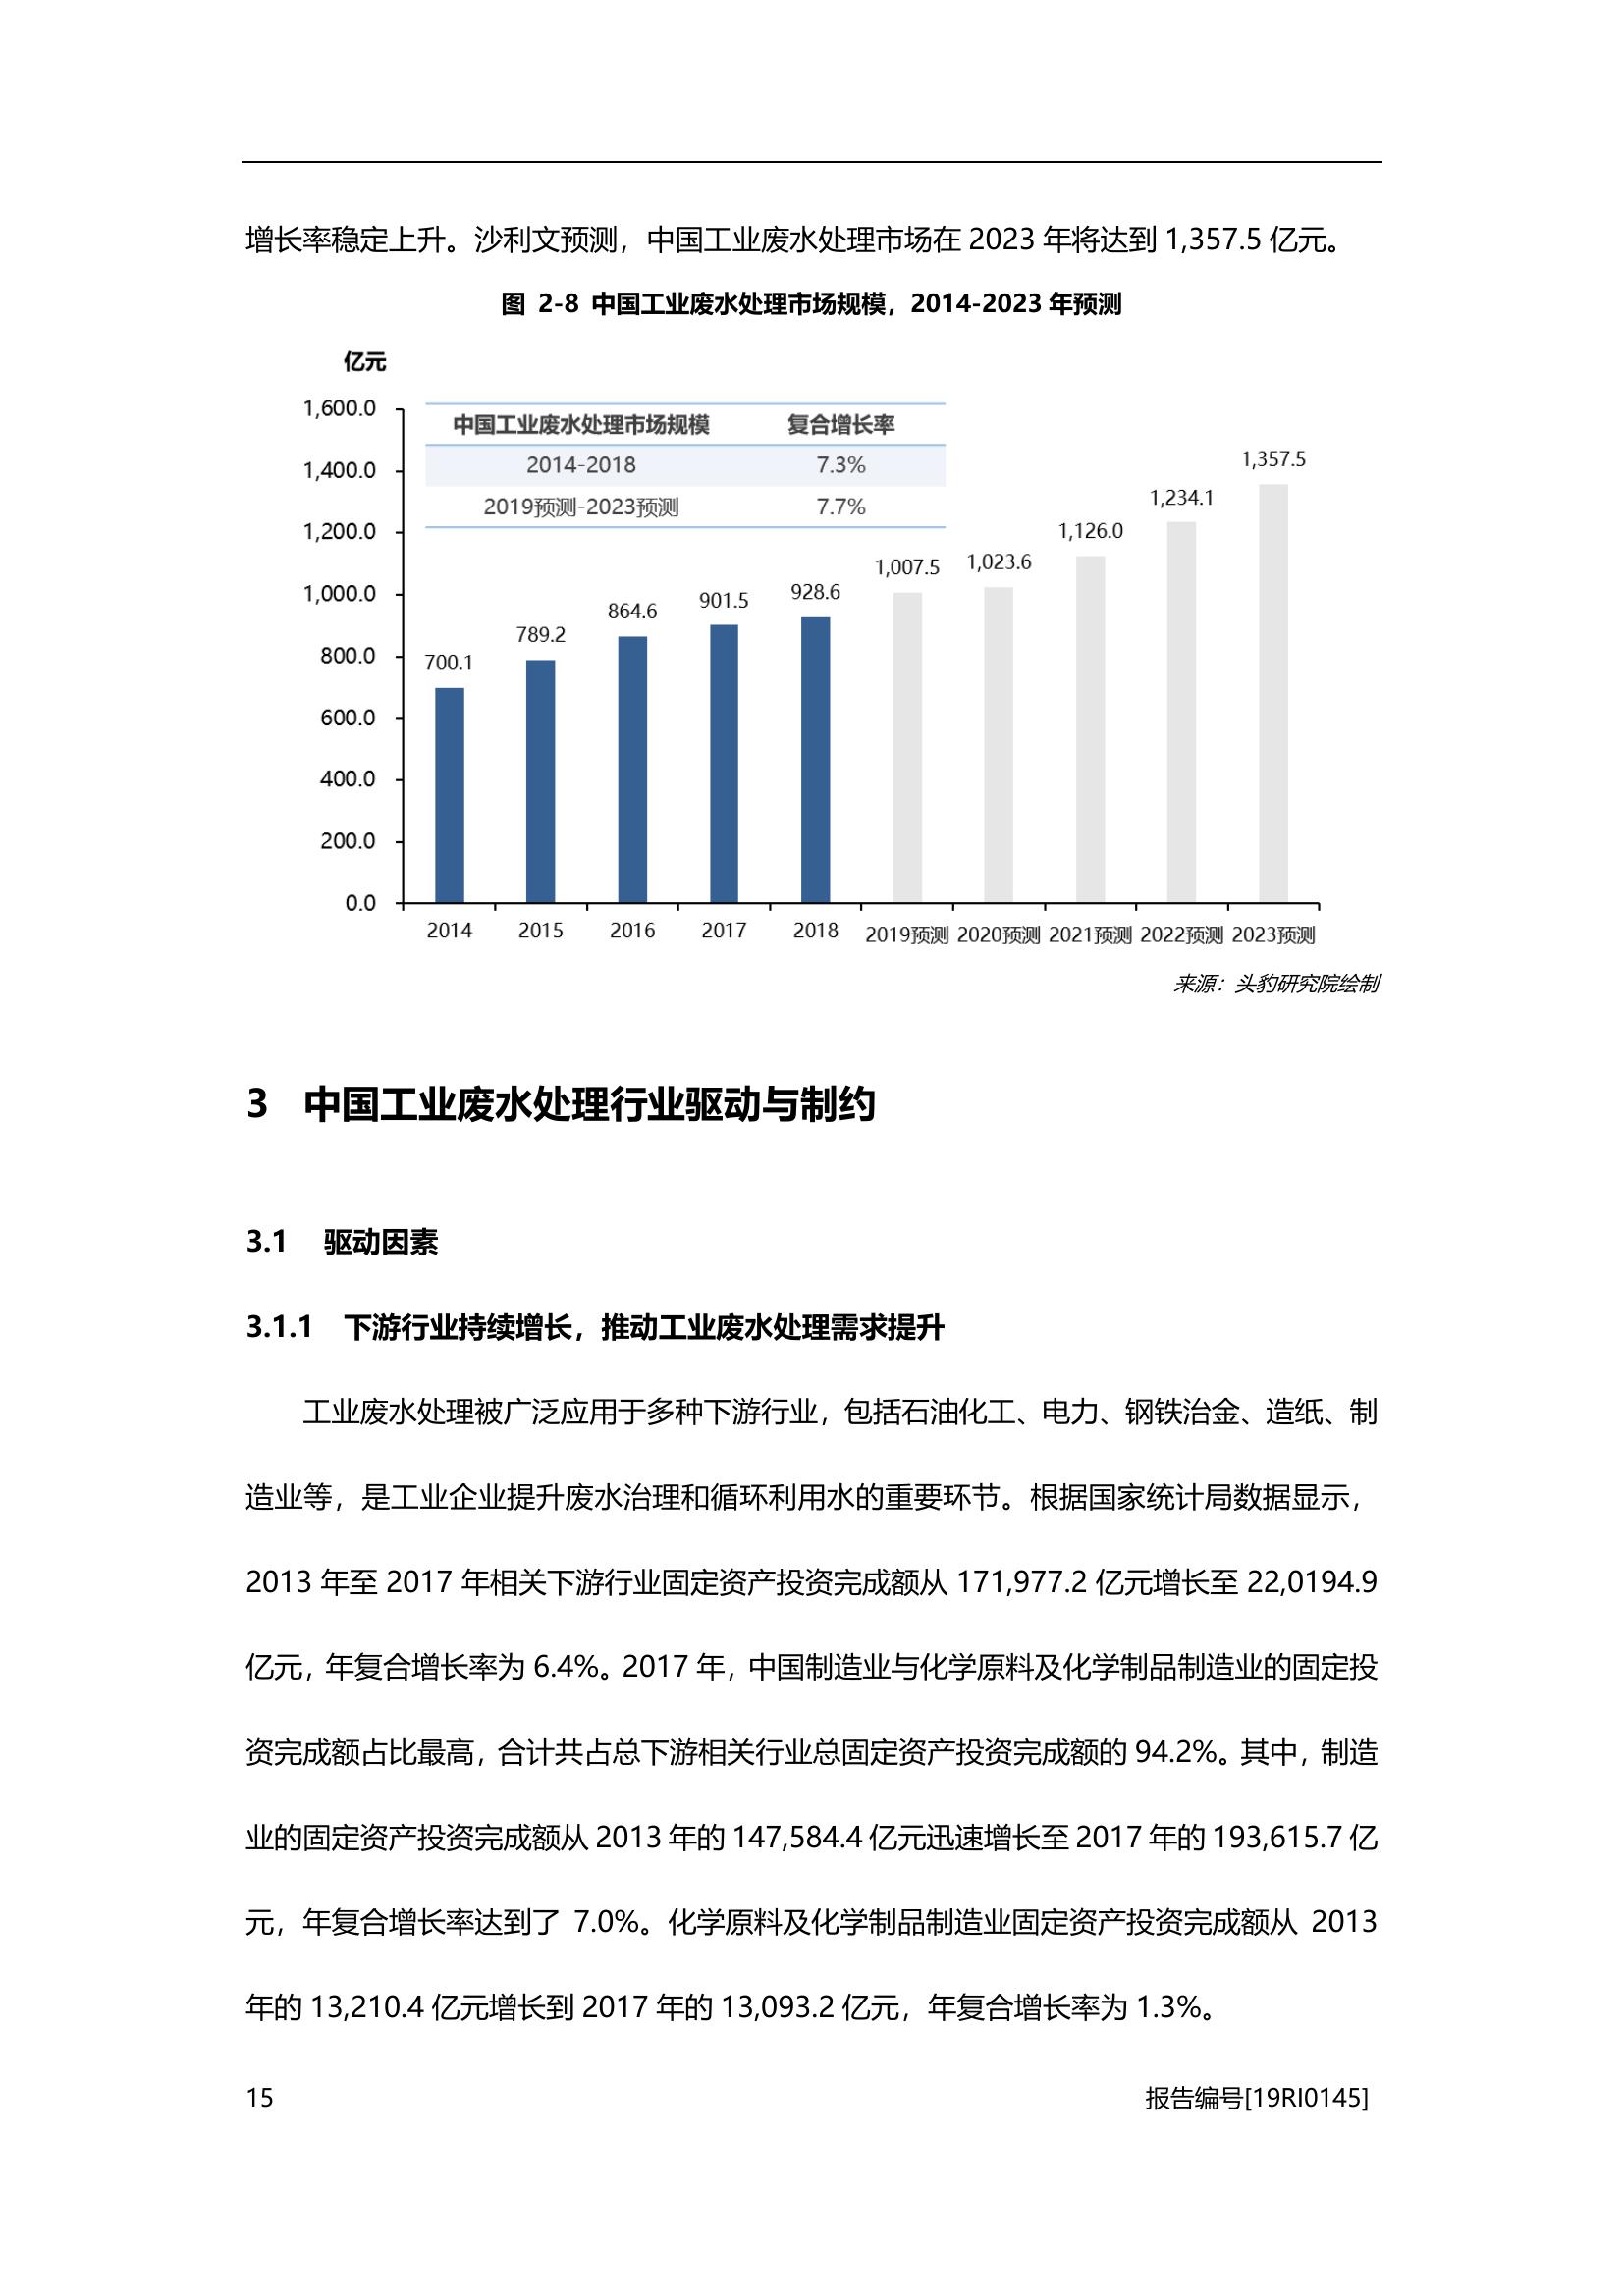 增长率稳定上升。沙利文预测，中国工业废水处理市场在 2023 年将达到 1,357.5 亿元。
图 2-8 中国工业废水处理市场规模，2014-2023 年预测
亿元
1,600.0
1,400.0
1,200.0
1,000.0
800.0
600.0
400.0
200.0
0.0
中国工业废水处理市场规模 复合增长率
2014-2018 7.3%
2019预测-2023预测 7.7%
700.1 789.2 864.6 901.5 928.6 1,007.5 1,023.6 1,126.0 1,234.1 1,357.5
2014 2015 2016 2017 2018 2019预测 2020预测 2021预测 2022预测 2023预测
来源：头豹研究院绘制
3 中国工业废水处理行业驱动与制约
3.1 驱动因素
3.1.1 下游行业持续增长，推动工业废水处理需求提升
工业废水处理被广泛应用于多种下游行业，包括石油化工、电力、钢铁冶金、造纸、制
造业等，是工业企业提升废水治理和循环利用水的重要环节。根据国家统计局数据显示，
2013 年至 2017 年相关下游行业固定资产投资完成额从 171,977.2 亿元增长至 22,0194.9
亿元，年复合增长率为 6.4%。2017 年，中国制造业与化学原料及化学制品制造业的固定投
资完成额占比最高，合计共占总下游相关行业总固定资产投资完成额的 94.2%。其中，制造
业的固定资产投资完成额从 2013 年的 147,584.4 亿元迅速增长至 2017 年的 193,615.7 亿
元，年复合增长率达到了 7.0%。化学原料及化学制品制造业固定资产投资完成额从 2013
年的 13,210.4 亿元增长到 2017 年的 13,093.2 亿元，年复合增长率为 1.3%。
15 报告编号[19RI0145]